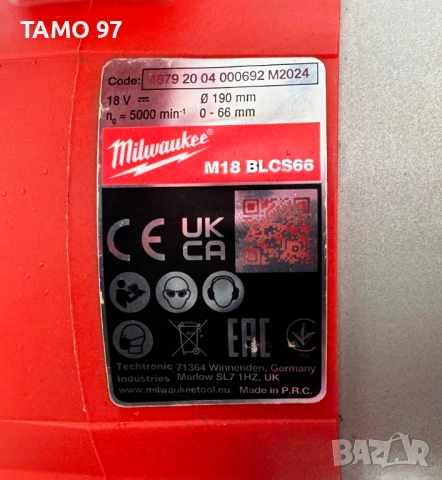 TAMO 97
Code: 4679 20 04 000692 M2024
18 V Ø 190 mm
n₀ = 5000 min⁻¹ 0 - 66 mm
Milwaukee
M18 BLCS66
CE UK CA
EAC
Techtronic 71364 Winnenden, Germany
Industries Marlow SL7 1HZ, UK
www.milwaukeetool.eu Made in P.R.C.
BAZAR